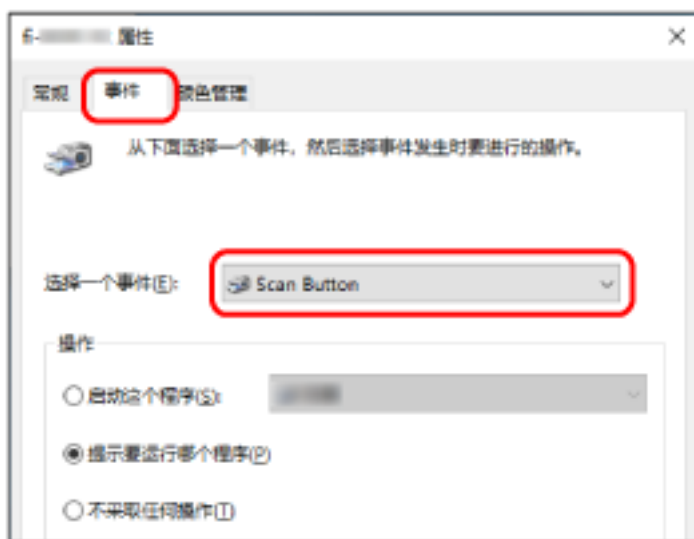 fi- 属性
常规 事件 颜色管理
从下面选择一个事件，然后选择事件发生时要进行的操作。
选择一个事件(E): Scan Button
操作
启动这个程序(S):
提示要运行哪个程序(P)
不采取任何操作(T)